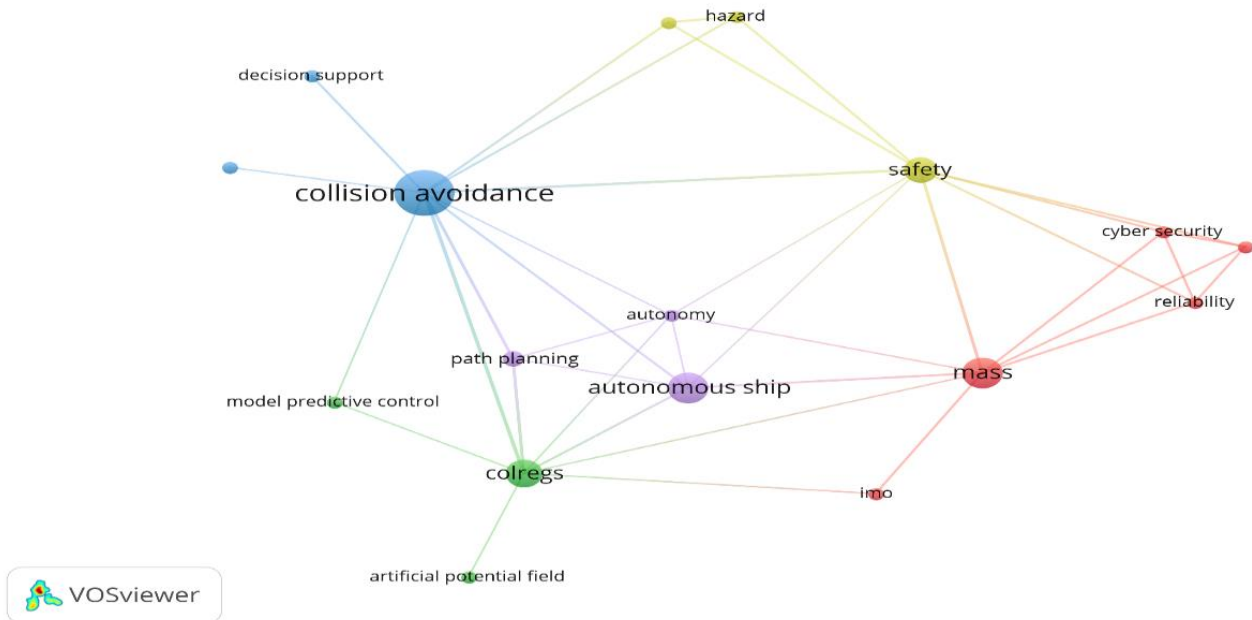 hazard
decision support
safety
collision avoidance
cyber security
reliability
autonomy
path planning
mass
autonomous ship
model predictive control
colregs
imo
artificial potential field
VOSviewer